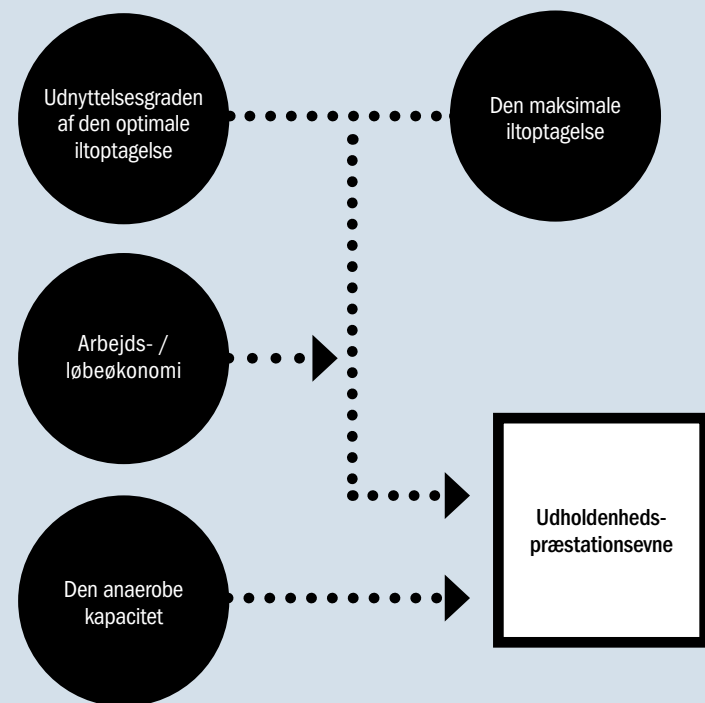 Udnyttelsesgraden
af den optimale
iltoptagelse
Den maksimale
iltoptagelse
Arbejds- /
løbeøkonomi
Den anaerobe
kapacitet
Udholdenheds-
præstationsevne